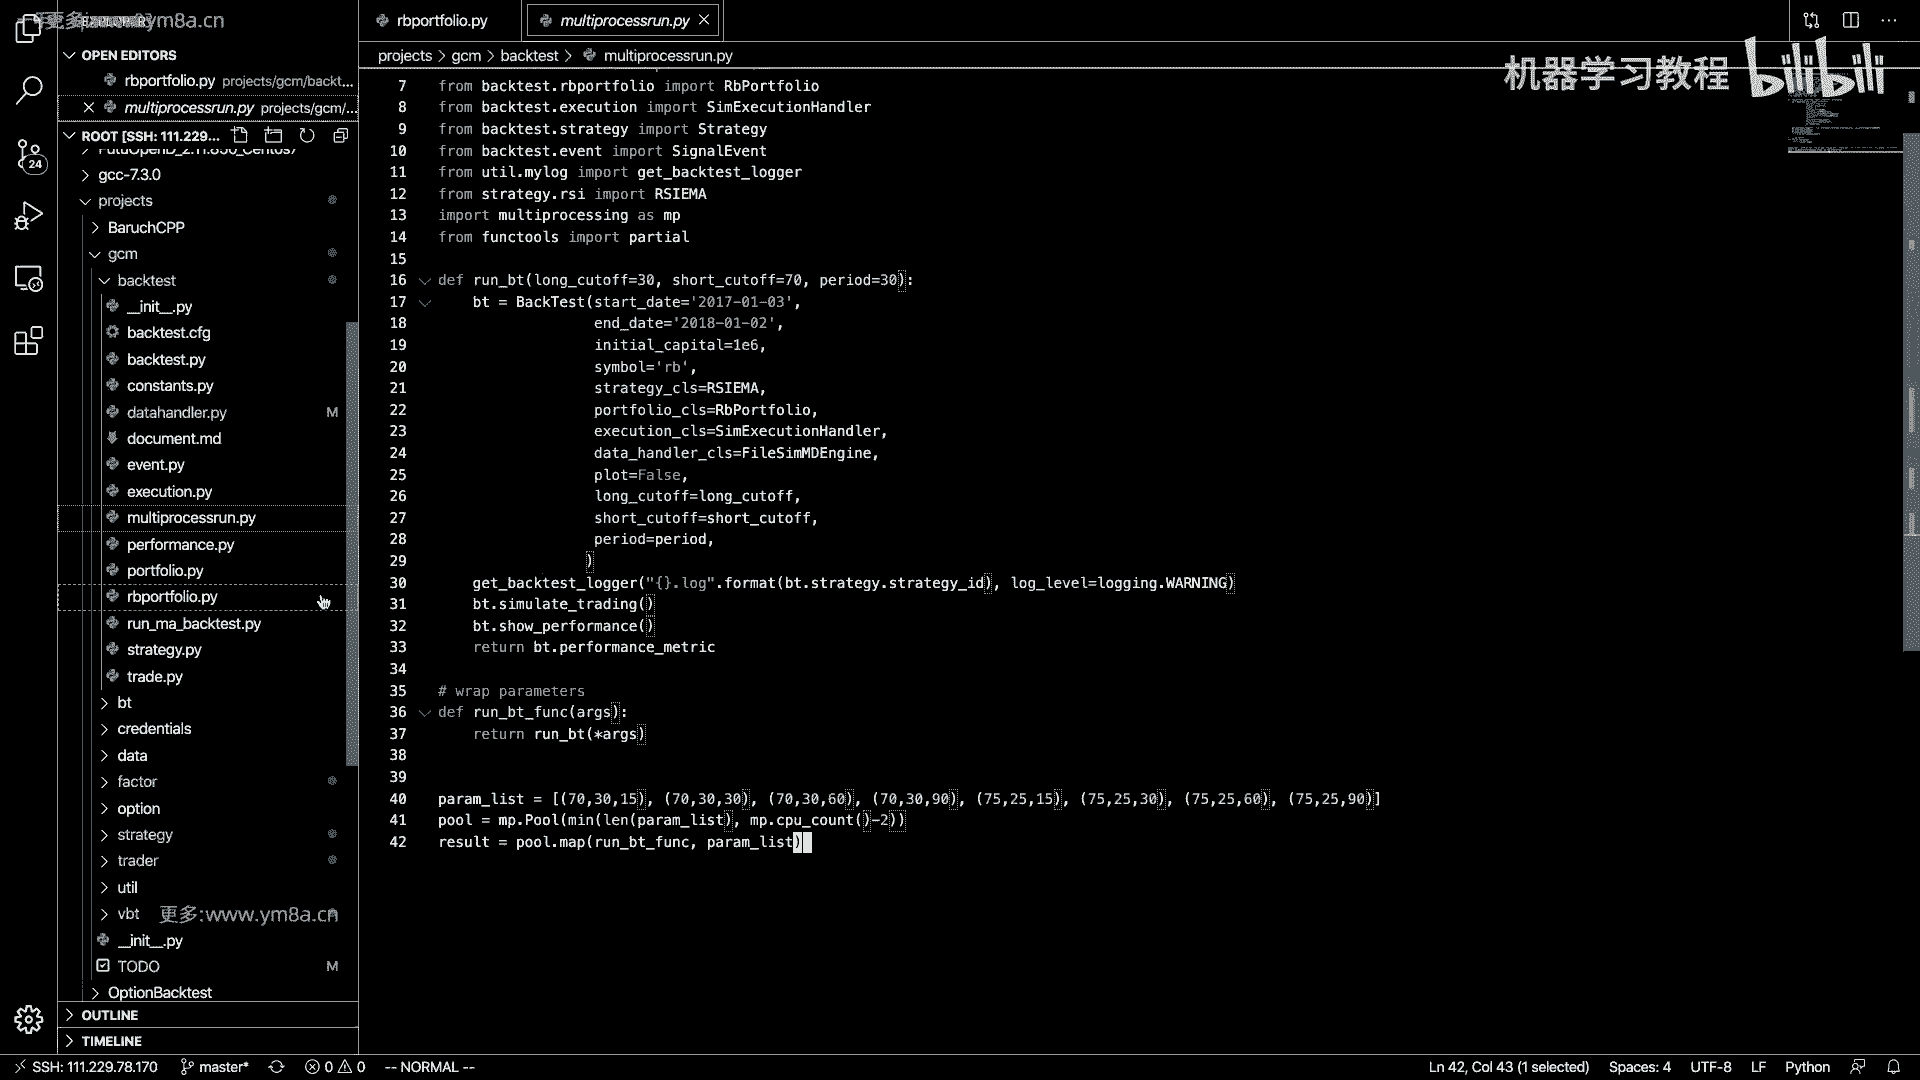 rbportfolio.py
multiprocessrun.py
OPEN EDITORS
rbportfolio.py projects/gcm/backt...
multiprocessrun.py projects/gcm/...
ROOT [SSH: 111.229....
gcc-7.3.0
projects
BaruchCPP
gcm
backtest
__init__.py
backtest.cfg
backtest.py
constants.py
datahandler.py M
document.md
event.py
execution.py
multiprocessrun.py
performance.py
portfolio.py
rbportfolio.py
run_ma_backtest.py
strategy.py
trade.py
bt
credentials
data
factor
option
strategy
trader
util
vbt
更多:www.ym8a.cn
__init__.py
TODO M
OptionBacktest
OUTLINE
TIMELINE
24
projects > gcm > backtest > multiprocessrun.py
机器学习教程 bilibili
7 from backtest.rbportfolio import RbPortfolio
8 from backtest.execution import SimExecutionHandler
9 from backtest.strategy import Strategy
10 from backtest.event import SignalEvent
11 from util.mylog import get_backtest_logger
12 from strategy.rsi import RSIEMA
13 import multiprocessing as mp
14 from functools import partial
15
16 def run_bt(long_cutoff=30, short_cutoff=70, period=30):
17 bt = BackTest(start_date='2017-01-03',
18 end_date='2018-01-02',
19 initial_capital=1e6,
20 symbol='rb',
21 strategy_cls=RSIEMA,
22 portfolio_cls=RbPortfolio,
23 execution_cls=SimExecutionHandler,
24 data_handler_cls=FileSimMDEngine,
25 plot=False,
26 long_cutoff=long_cutoff,
27 short_cutoff=short_cutoff,
28 period=period,
29 )
30 get_backtest_logger("{}.log".format(bt.strategy.strategy_id), log_level=logging.WARNING)
31 bt.simulate_trading()
32 bt.show_performance()
33 return bt.performance_metric
34
35 # wrap parameters
36 def run_bt_func(args):
37 return run_bt(*args)
38
39
40 param_list = [(70,30,15), (70,30,30), (70,30,60), (70,30,90), (75,25,15), (75,25,30), (75,25,60), (75,25,90)]
41 pool = mp.Pool(min(len(param_list), mp.cpu_count()-2))
42 result = pool.map(run_bt_func, param_list)
SSH: 111.229.78.170 master* 0 0 -- NORMAL -- Ln 42, Col 43 (1 selected) Spaces: 4 UTF-8 LF Python